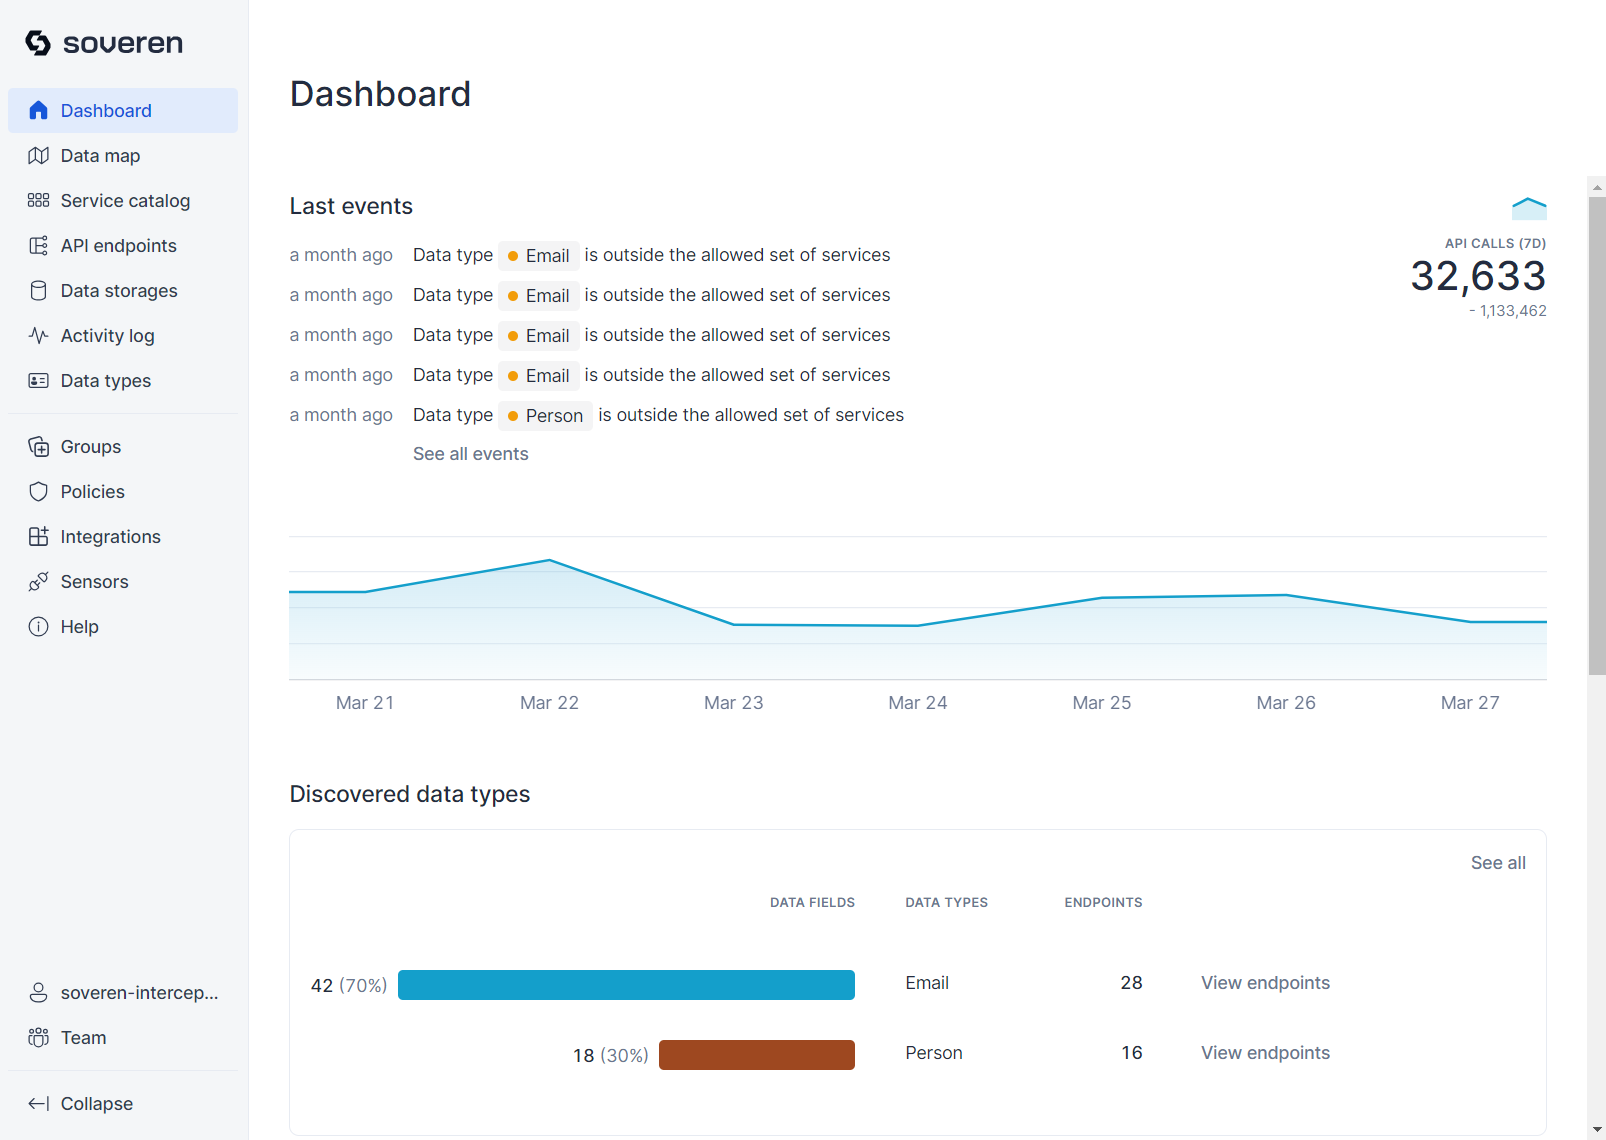 soveren
Dashboard
Data map
Service catalog
API endpoints
Data storages
Activity log
Data types
Groups
Policies
Integrations
Sensors
Help
soveren-intercep...
Team
Collapse
Dashboard
Last events
a month ago Data type Email is outside the allowed set of services
a month ago Data type Email is outside the allowed set of services
a month ago Data type Email is outside the allowed set of services
a month ago Data type Email is outside the allowed set of services
a month ago Data type Person is outside the allowed set of services
See all events
API CALLS (7D)
32,633
- 1,133,462
Mar 21 Mar 22 Mar 23 Mar 24 Mar 25 Mar 26 Mar 27
Discovered data types
See all
DATA FIELDS DATA TYPES ENDPOINTS
42 (70%) Email 28 View endpoints
18 (30%) Person 16 View endpoints